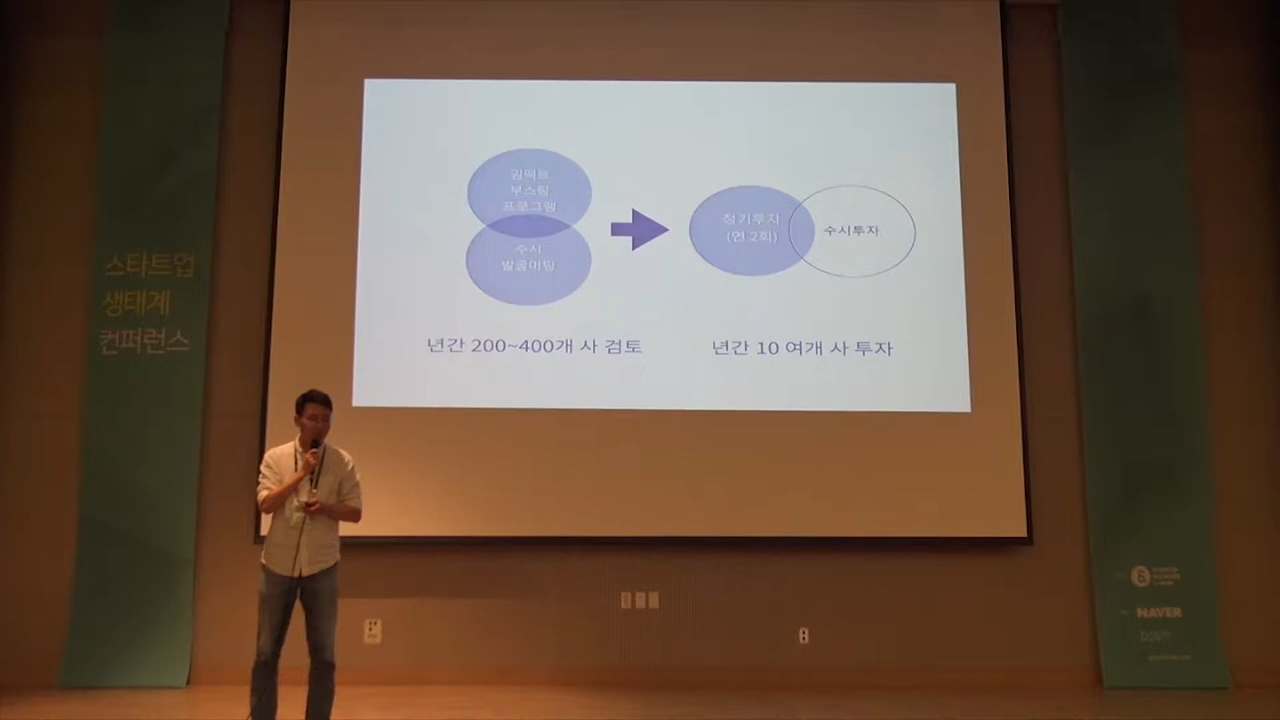 스타트업
생태계
컨퍼런스
임팩트
부스팅
프로그램
수시
발굴미팅
정기투자
(연 2회)
수시투자
년간 200~400개 사 검토
년간 10 여개 사 투자
NAVER